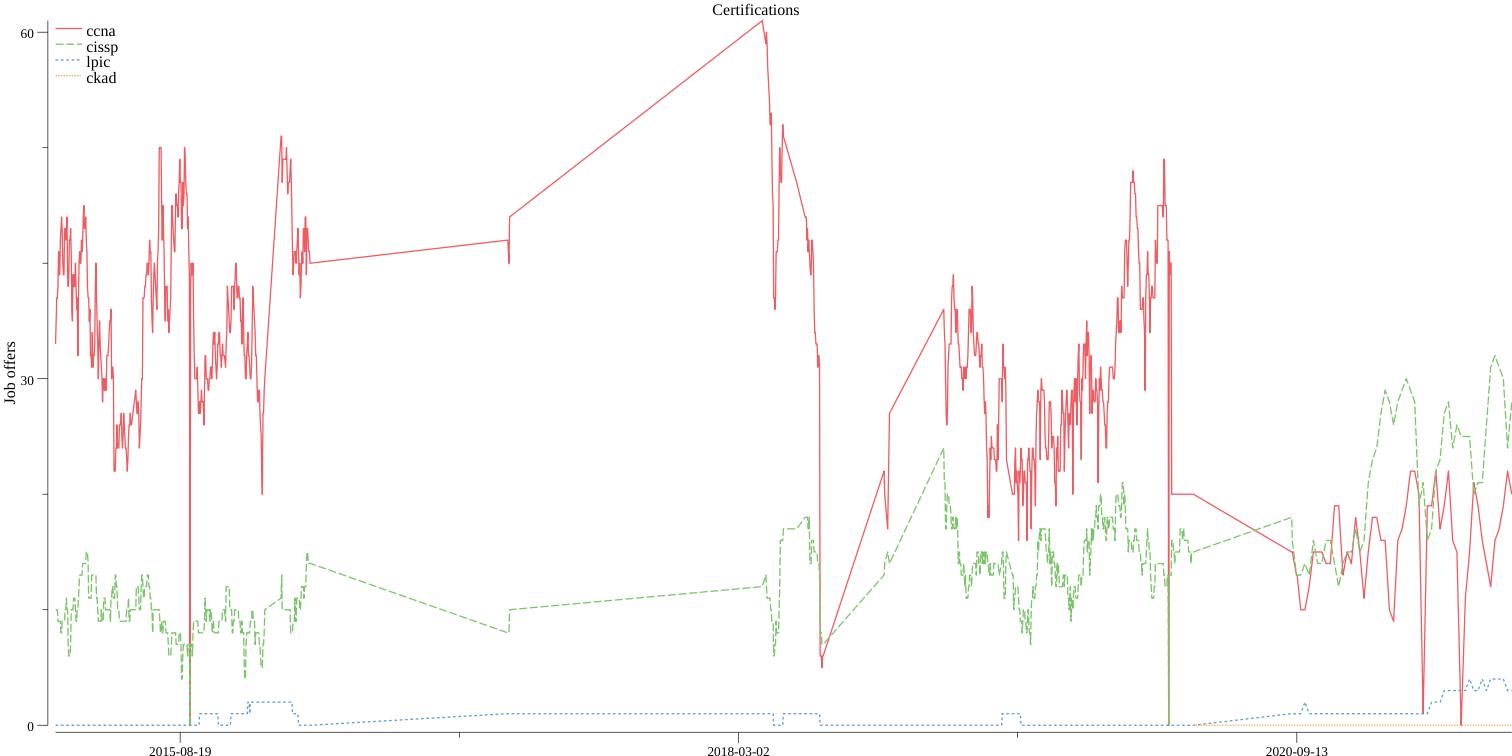 Certifications
60
ccna
cissp
lpic
ckad
Job offers
30
0
2015-08-19
2018-03-02
2020-09-13